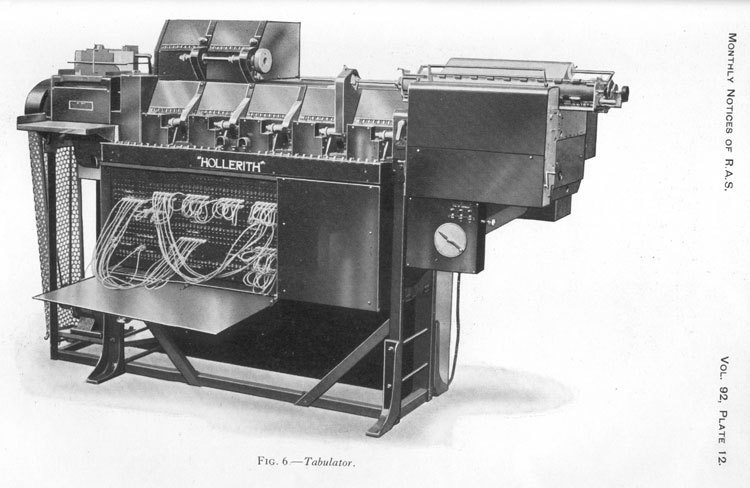 MONTHLY NOTICES OF R.A.S.
VOL. 92, PLATE 12.
"HOLLERITH"
FIG. 6.—Tabulator.